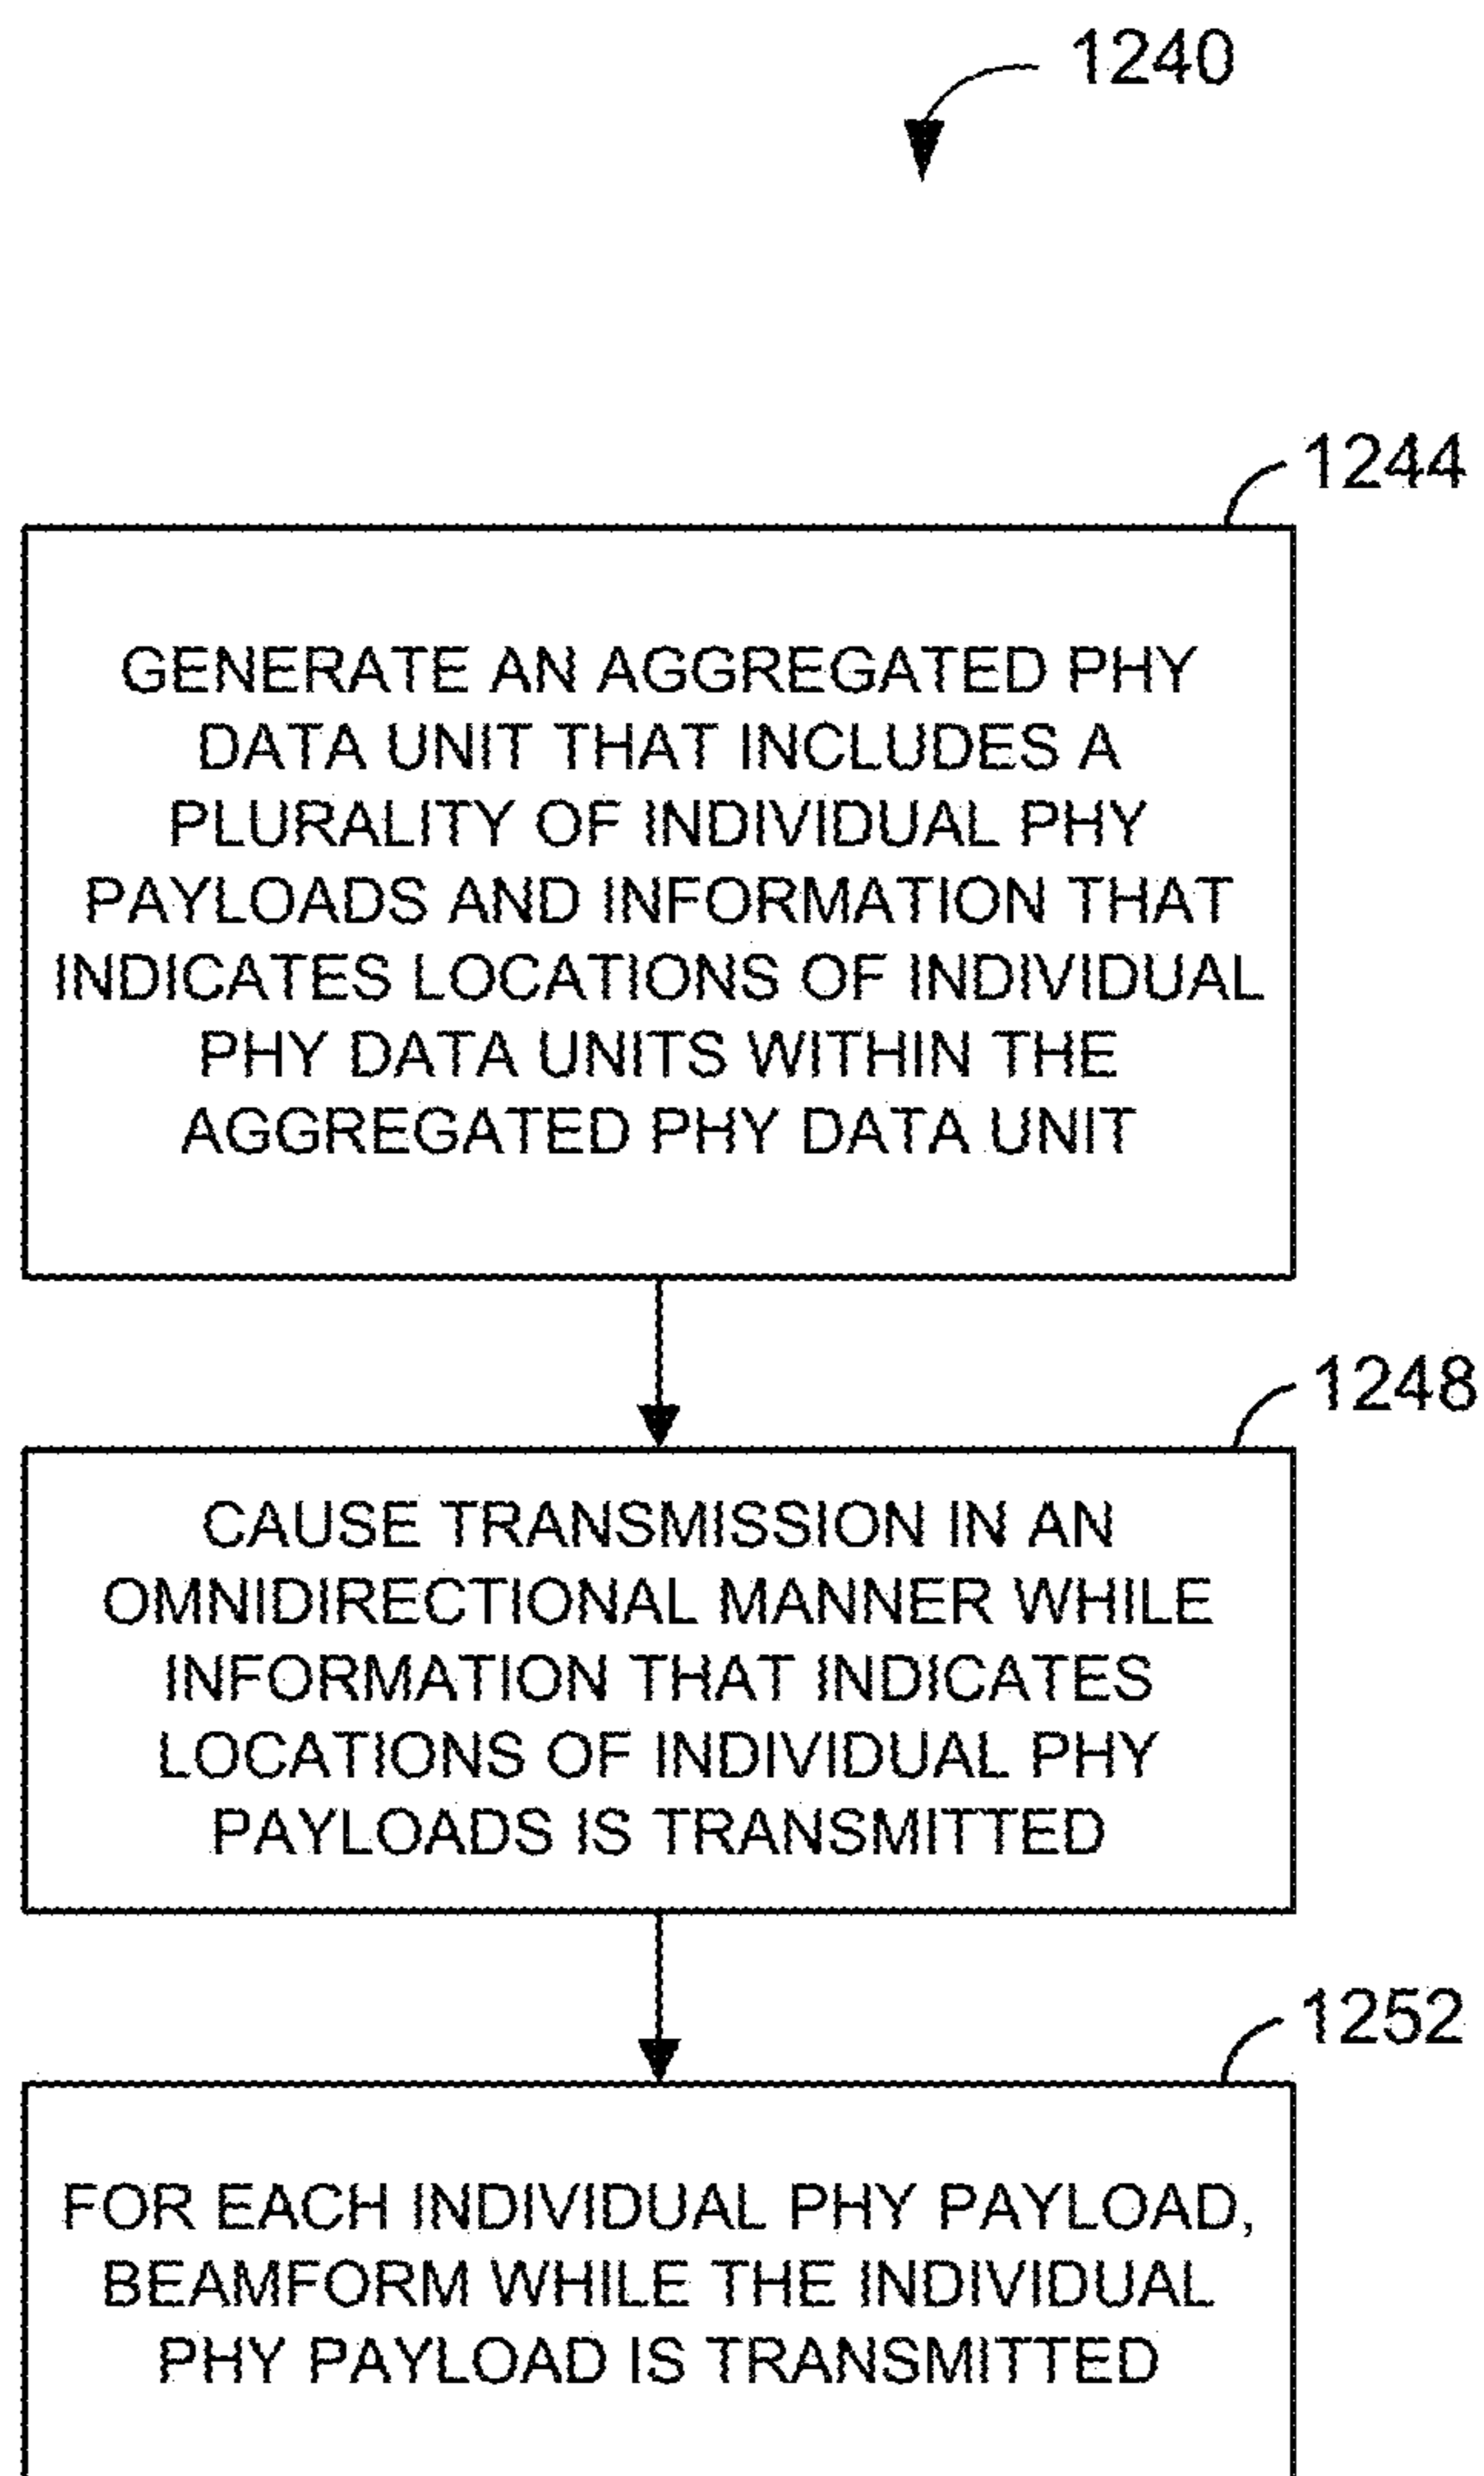 1240
1244
GENERATE AN AGGREGATED PHY
DATA UNIT THAT INCLUDES A
PLURALITY OF INDIVIDUAL PHY
PAYLOADS AND INFORMATION THAT
INDICATES LOCATIONS OF INDIVIDUAL
PHY DATA UNITS WITHIN THE
AGGREGATED PHY DATA UNIT
1248
CAUSE TRANSMISSION IN AN
OMNIDIRECTIONAL MANNER WHILE
INFORMATION THAT INDICATES
LOCATIONS OF INDIVIDUAL PHY
PAYLOADS IS TRANSMITTED
1252
FOR EACH INDIVIDUAL PHY PAYLOAD,
BEAMFORM WHILE THE INDIVIDUAL
PHY PAYLOAD IS TRANSMITTED